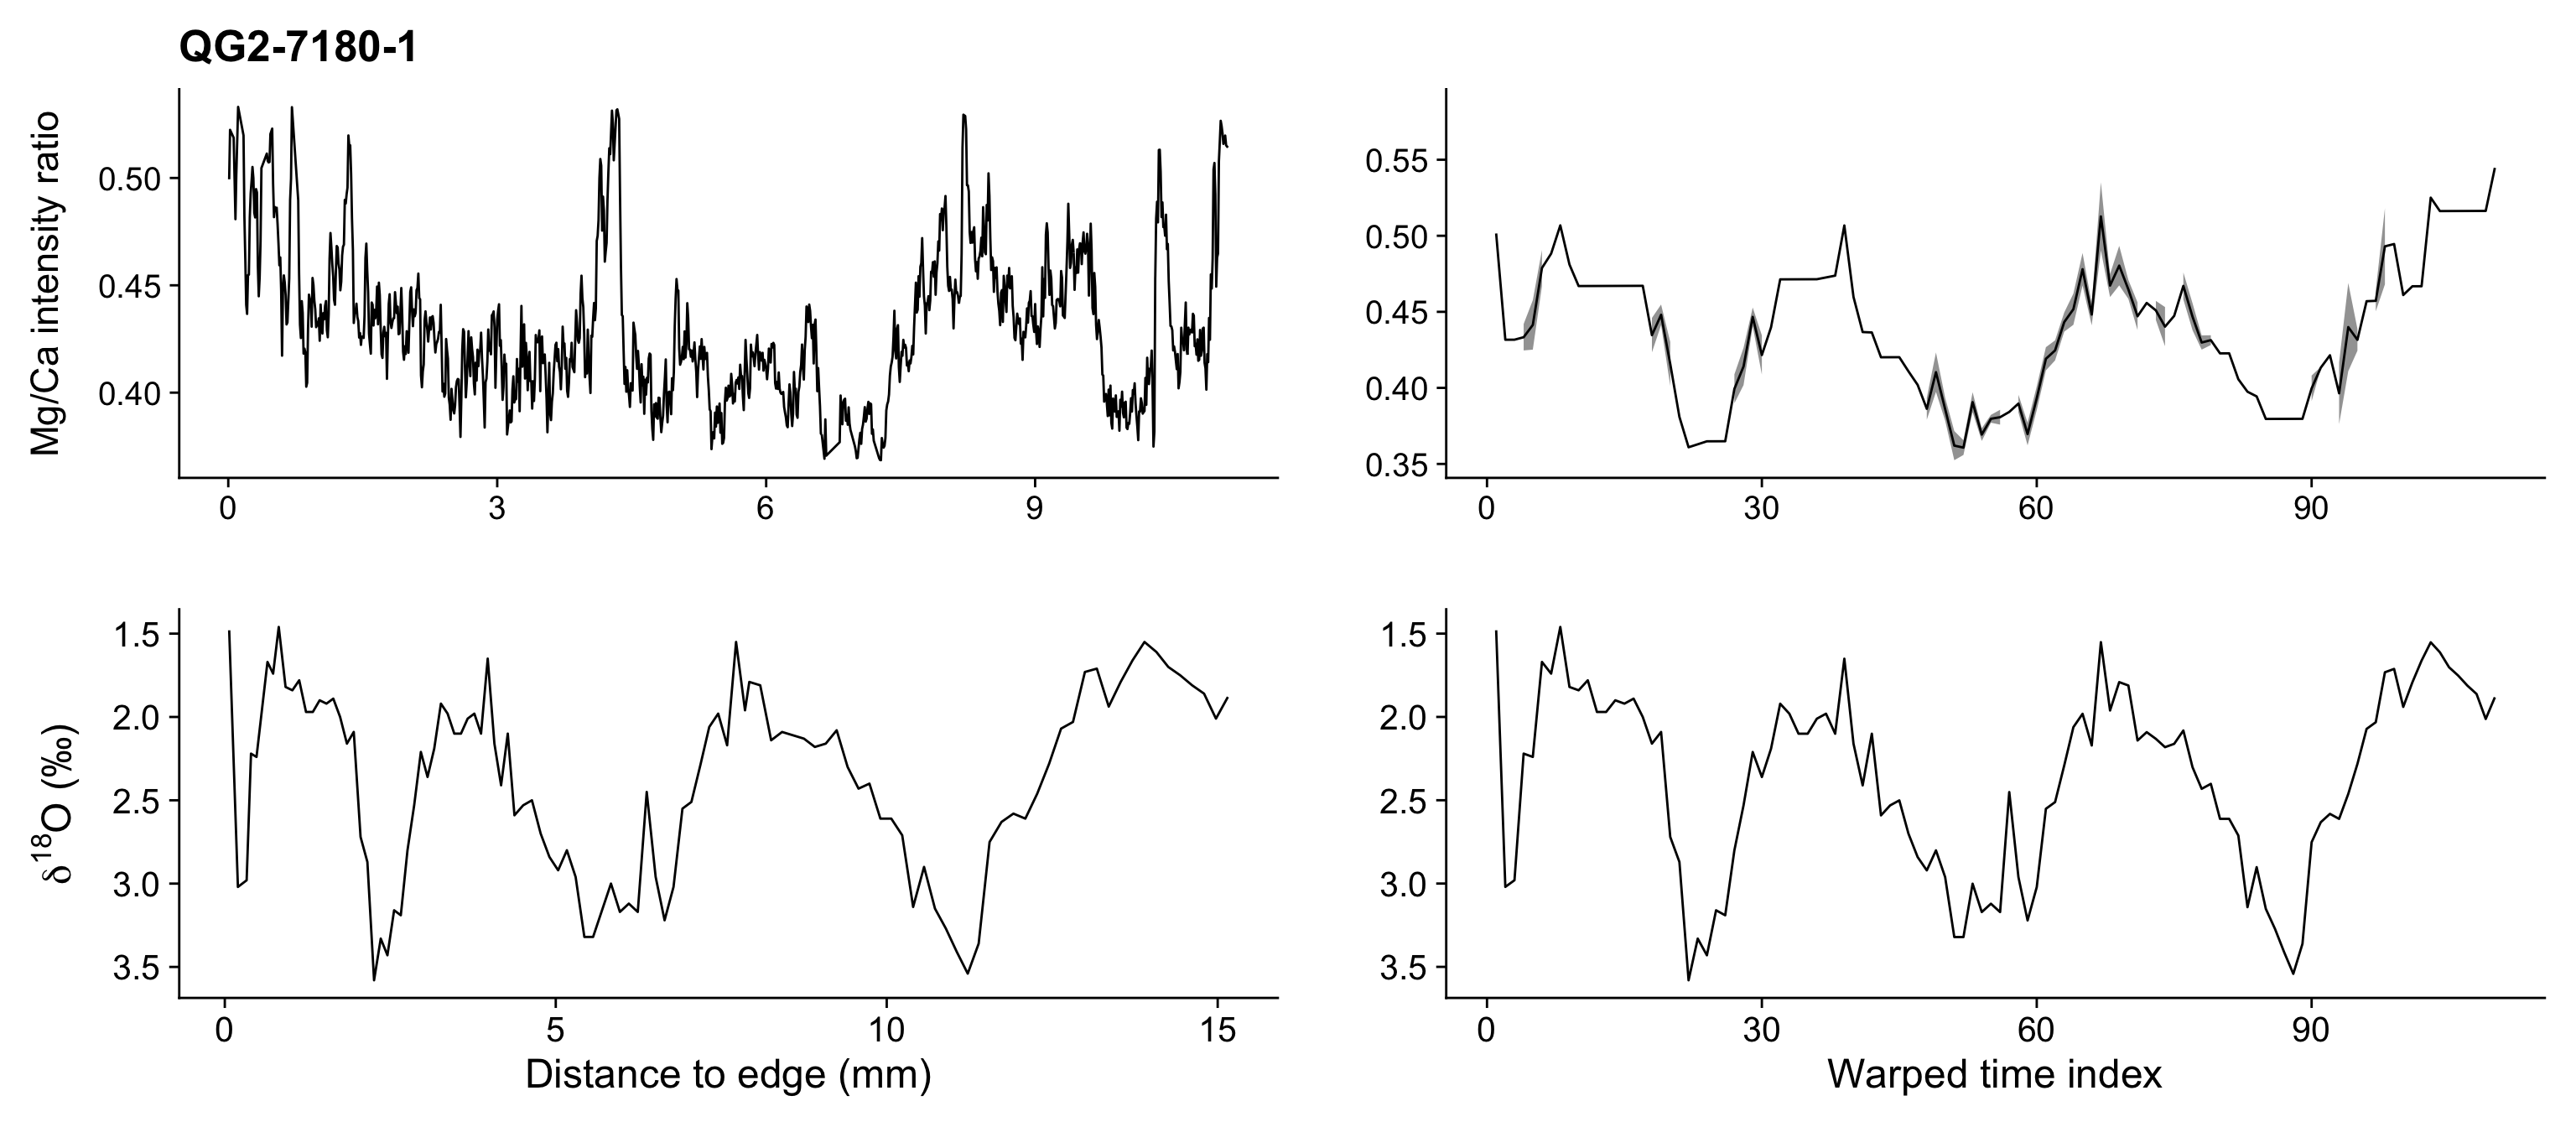 QG2-7180-1
Mg/Ca intensity ratio
0.50
0.45
0.40
0 3 6 9
0.55
0.50
0.45
0.40
0.35
0 30 60 90
δ¹⁸O (‰)
1.5
2.0
2.5
3.0
3.5
0 5 10 15
Distance to edge (mm)
1.5
2.0
2.5
3.0
3.5
0 30 60 90
Warped time index